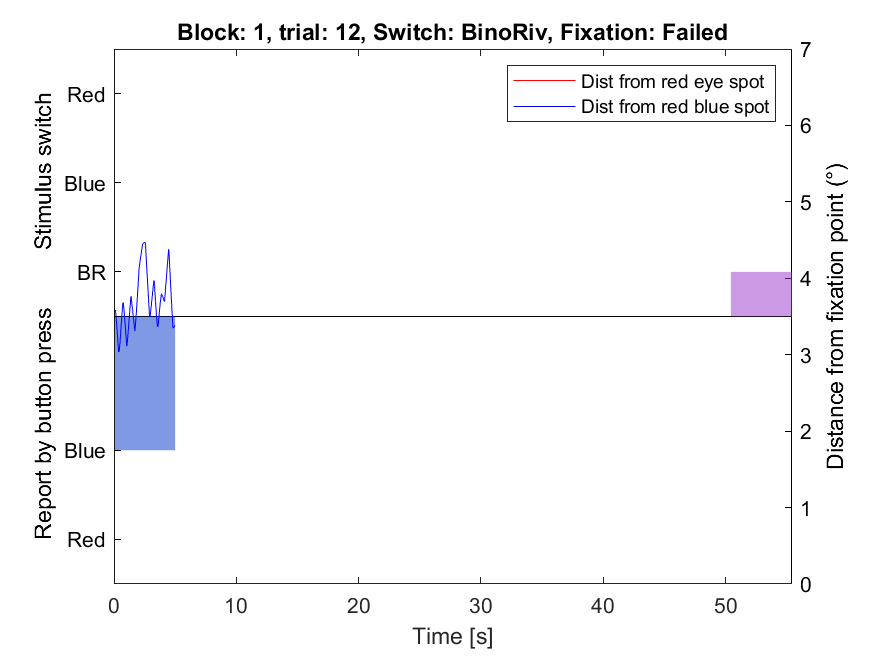 Block: 1, trial: 12, Switch: BinoRiv, Fixation: Failed
Dist from red eye spot
Dist from red blue spot
Stimulus switch
Report by button press
Red
Blue
BR
Blue
Red
7
6
5
4
3
2
1
0
Distance from fixation point (°)
0 10 20 30 40 50
Time [s]